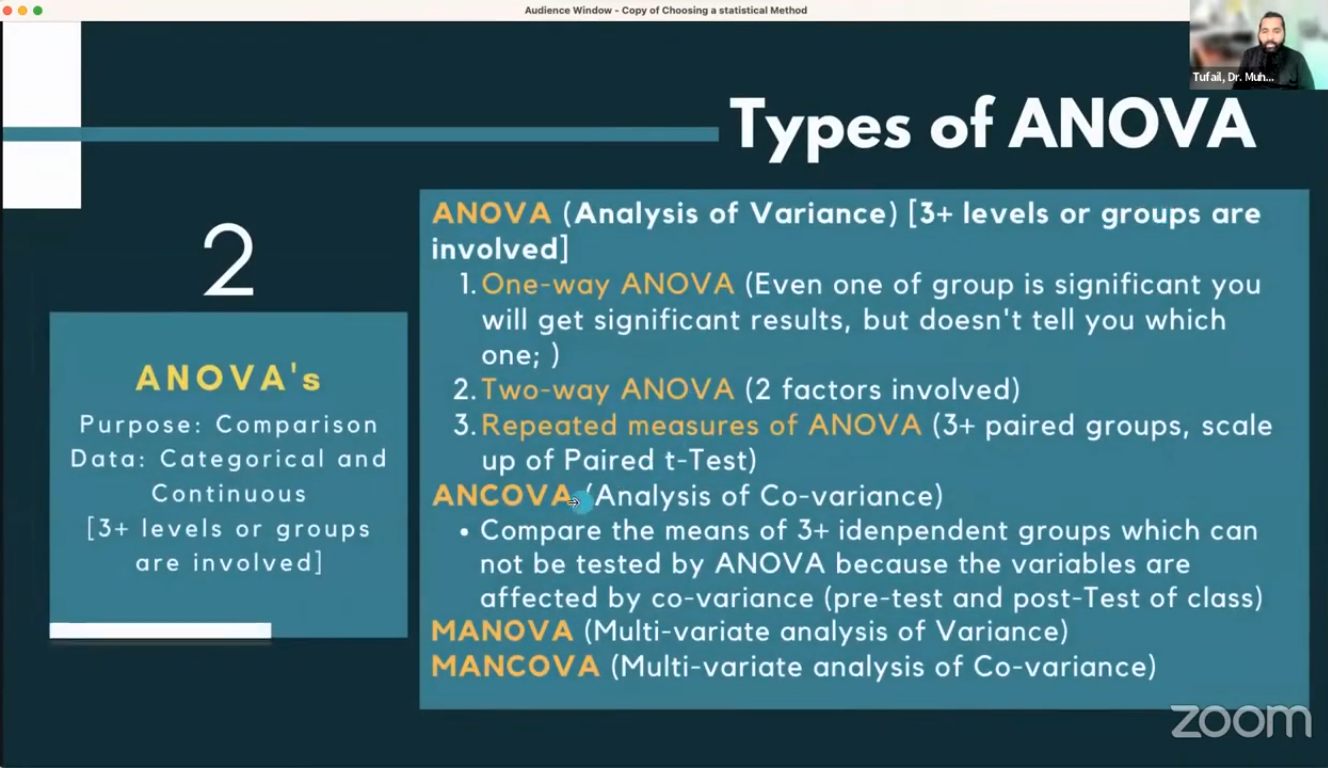 Audience Window - Copy of Choosing a statistical Method
Tufail, Dr. Muh...
Types of ANOVA
2
ANOVA's
Purpose: Comparison
Data: Categorical and
Continuous
[3+ levels or groups
are involved]
ANOVA (Analysis of Variance) [3+ levels or groups are
involved]
1. One-way ANOVA (Even one of group is significant you
will get significant results, but doesn't tell you which
one; )
2. Two-way ANOVA (2 factors involved)
3. Repeated measures of ANOVA (3+ paired groups, scale
up of Paired t-Test)
ANCOVA (Analysis of Co-variance)
• Compare the means of 3+ idenpendent groups which can
not be tested by ANOVA because the variables are
affected by co-variance (pre-test and post-Test of class)
MANOVA (Multi-variate analysis of Variance)
MANCOVA (Multi-variate analysis of Co-variance)
zoom